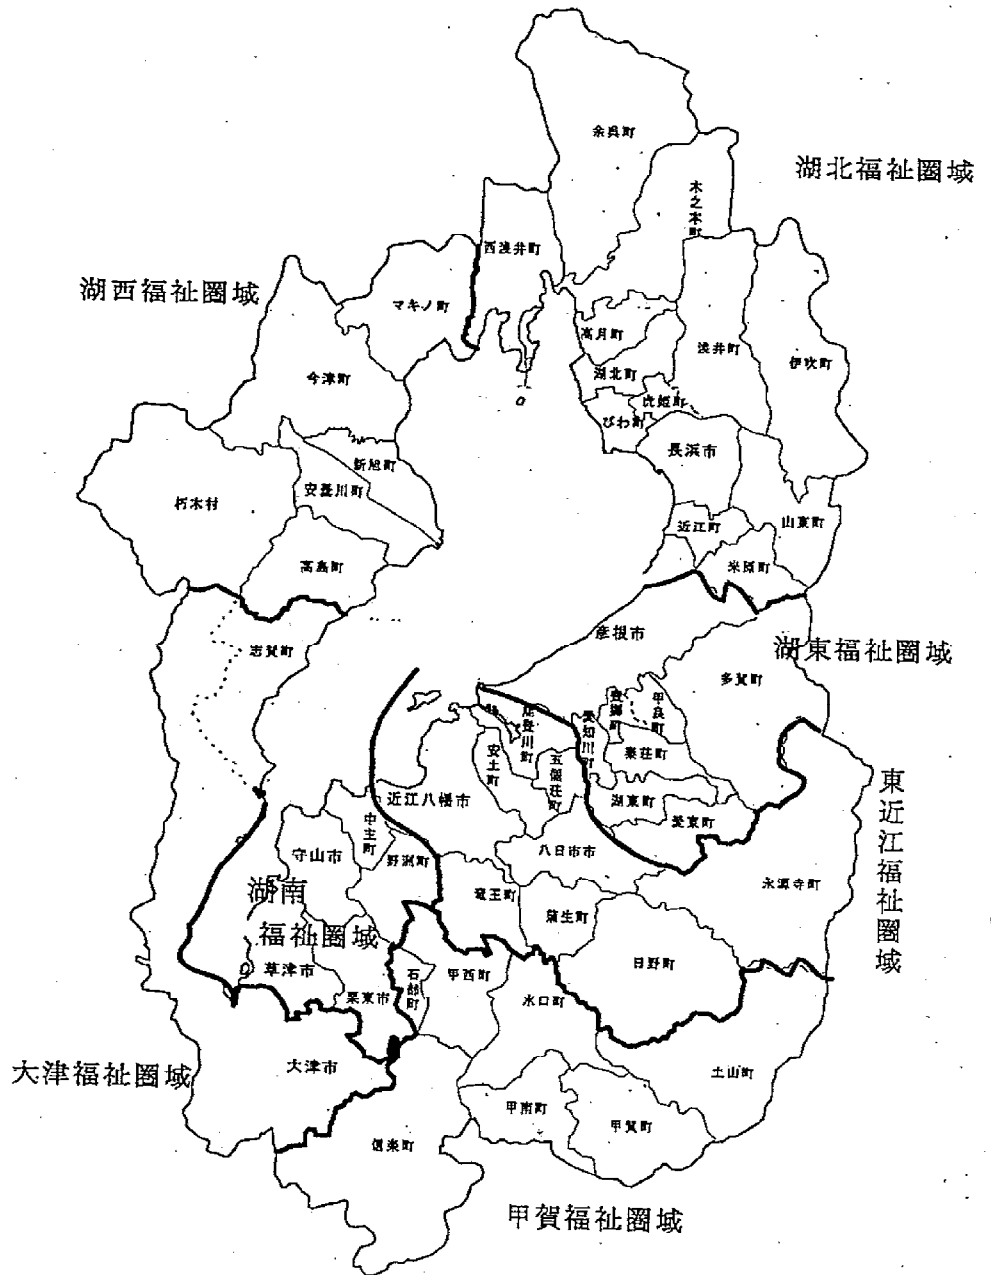 余呉町
湖北福祉圏域
木之本町
西浅井町
湖西福祉圏域
マキノ町
高月町
浅井町
伊吹町
今津町
湖北町
虎姫町
びわ町
長浜市
新旭町
安曇川町
朽木村
近江町
山東町
高島町
米原町
彦根市
志賀町
湖東福祉圏域
多賀町
豊郷町
甲良町
愛知川町
能登川町
秦荘町
安土町
五個荘町
東近江福祉圏域
近江八幡市
湖東町
愛東町
中主町
守山市
野洲町
八日市市
永源寺町
湖南
福祉圏域
竜王町
蒲生町
日野町
草津市
栗東市
石部町
甲西町
水口町
大津福祉圏域
大津市
土山町
甲南町
甲賀町
信楽町
甲賀福祉圏域